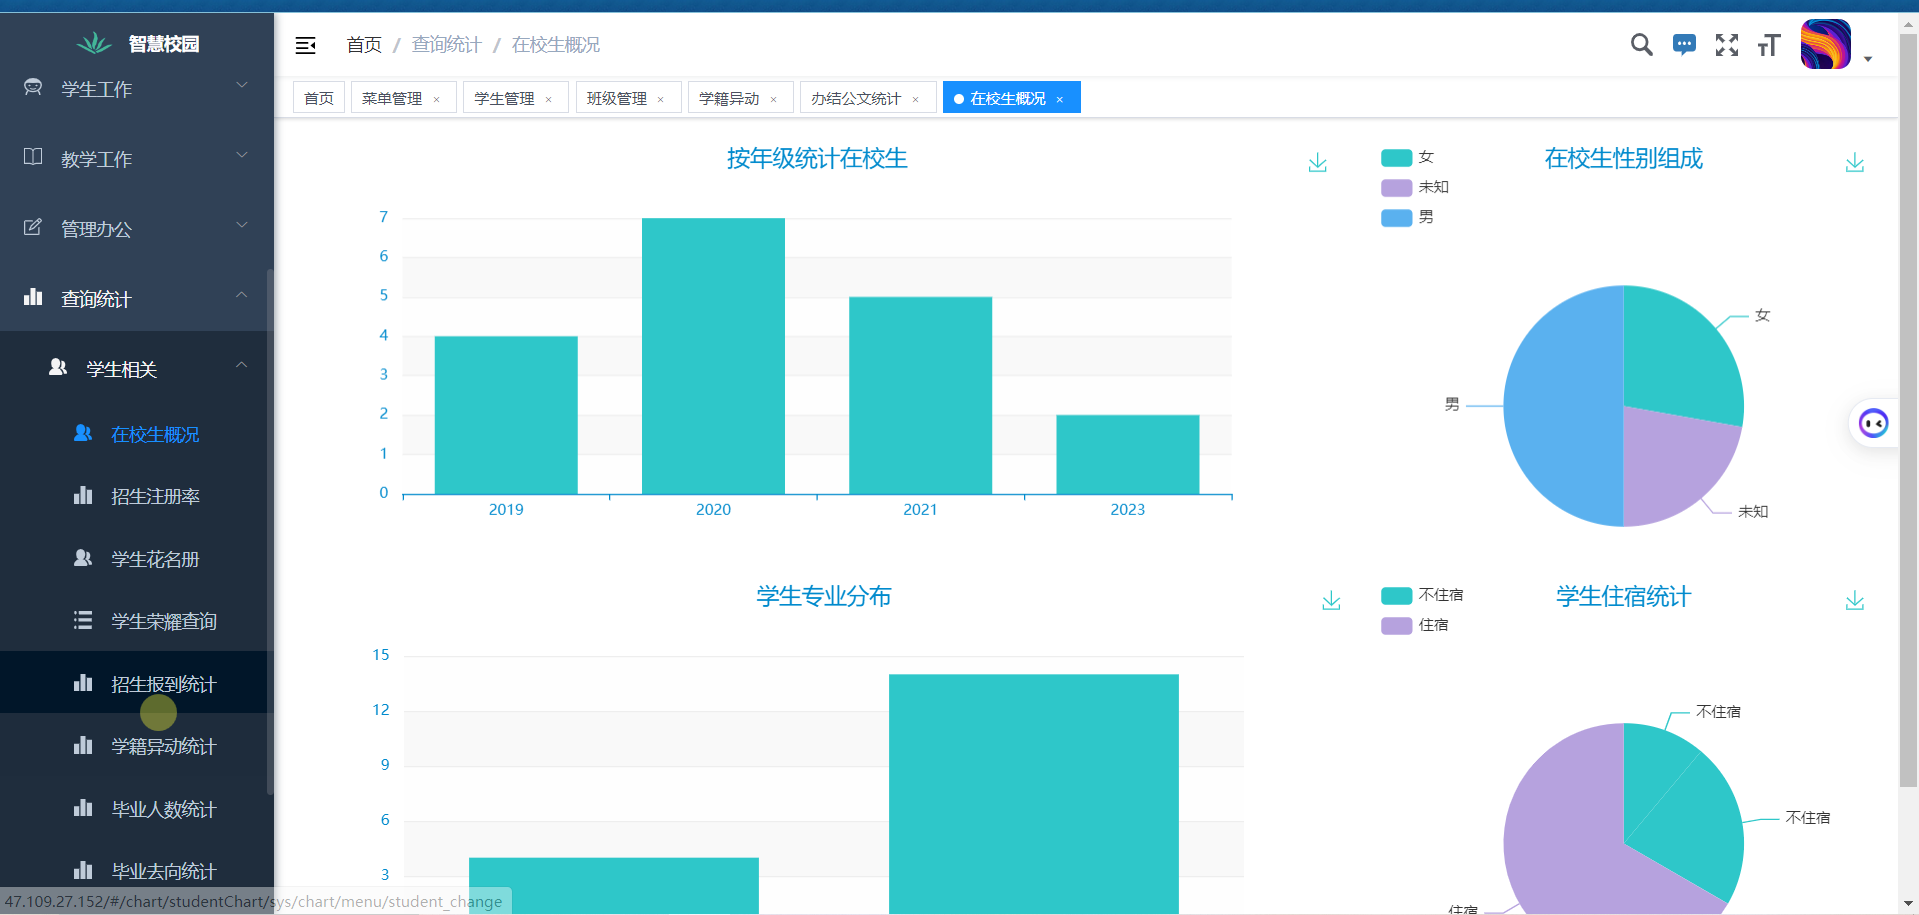 智慧校园
学生工作
教学工作
管理办公
查询统计
学生相关
在校生概况
招生注册率
学生花名册
学生荣耀查询
招生报到统计
学籍异动统计
毕业人数统计
毕业去向统计
47.109.27.152/#/chart/studentChart/sys/chart/menu/student_change
首页 / 查询统计 / 在校生概况
首页 菜单管理 × 学生管理 × 班级管理 × 学籍异动 × 办结公文统计 × 在校生概况 ×
按年级统计在校生
7
6
5
4
3
2
1
0
2019 2020 2021 2023
女
未知
男
在校生性别组成
女
男
未知
学生专业分布
15
12
9
6
3
不住宿
住宿
学生住宿统计
不住宿
不住宿
住宿